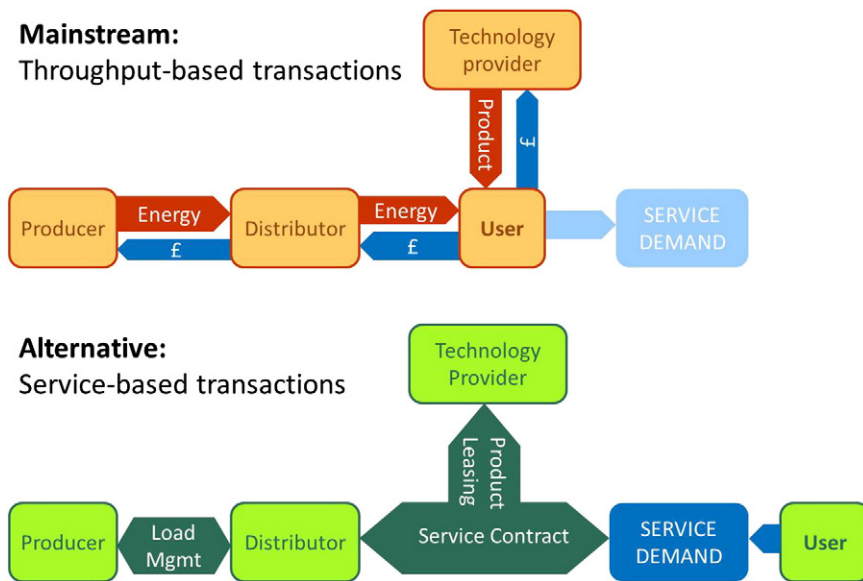 Mainstream:
Throughput-based transactions
Technology
provider
Product
£
Producer
Energy
£
Distributor
Energy
£
User
SERVICE
DEMAND
Alternative:
Service-based transactions
Technology
Provider
Product
Leasing
Producer
Load
Mgmt
Distributor
Service Contract
SERVICE
DEMAND
User